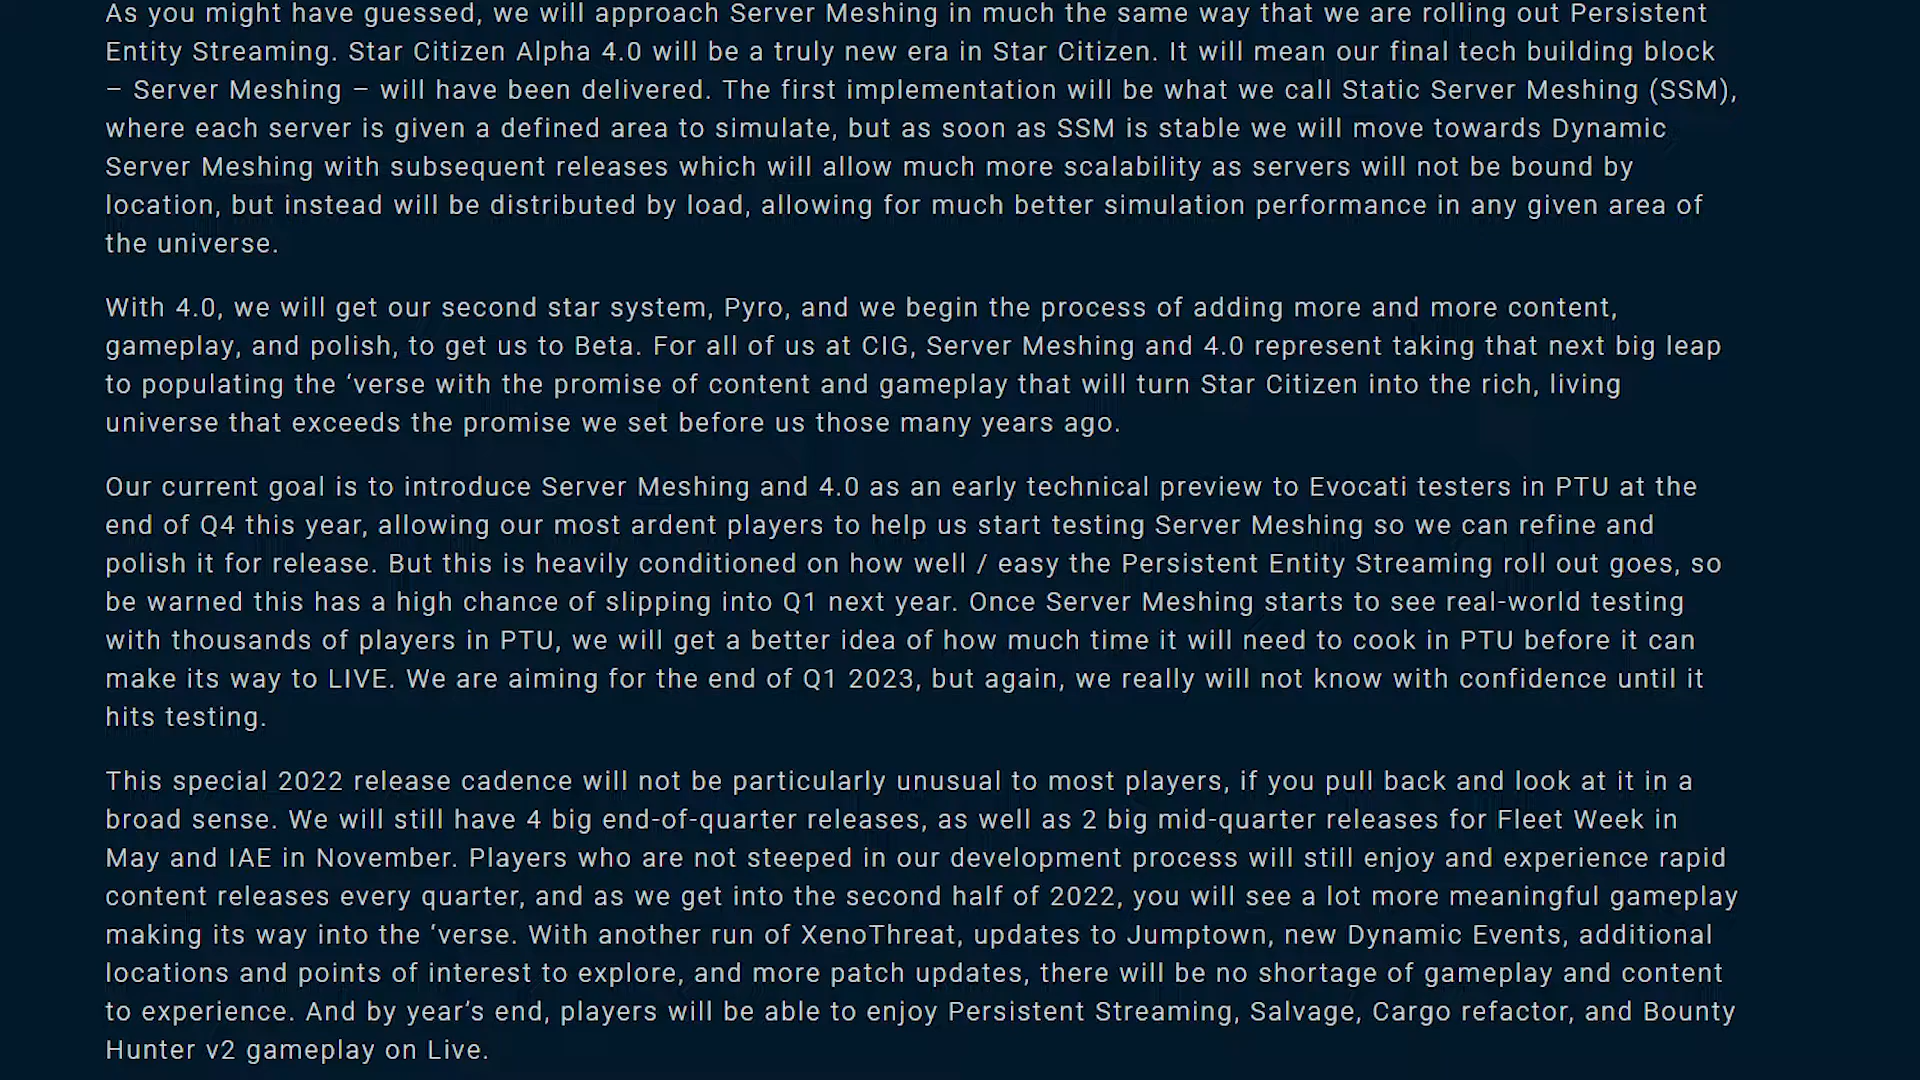 As you might have guessed, we will approach Server Meshing in much the same way that we are rolling out Persistent
Entity Streaming. Star Citizen Alpha 4.0 will be a truly new era in Star Citizen. It will mean our final tech building block
– Server Meshing – will have been delivered. The first implementation will be what we call Static Server Meshing (SSM),
where each server is given a defined area to simulate, but as soon as SSM is stable we will move towards Dynamic
Server Meshing with subsequent releases which will allow much more scalability as servers will not be bound by
location, but instead will be distributed by load, allowing for much better simulation performance in any given area of
the universe.
With 4.0, we will get our second star system, Pyro, and we begin the process of adding more and more content,
gameplay, and polish, to get us to Beta. For all of us at CIG, Server Meshing and 4.0 represent taking that next big leap
to populating the ‘verse with the promise of content and gameplay that will turn Star Citizen into the rich, living
universe that exceeds the promise we set before us those many years ago.
Our current goal is to introduce Server Meshing and 4.0 as an early technical preview to Evocati testers in PTU at the
end of Q4 this year, allowing our most ardent players to help us start testing Server Meshing so we can refine and
polish it for release. But this is heavily conditioned on how well / easy the Persistent Entity Streaming roll out goes, so
be warned this has a high chance of slipping into Q1 next year. Once Server Meshing starts to see real-world testing
with thousands of players in PTU, we will get a better idea of how much time it will need to cook in PTU before it can
make its way to LIVE. We are aiming for the end of Q1 2023, but again, we really will not know with confidence until it
hits testing.
This special 2022 release cadence will not be particularly unusual to most players, if you pull back and look at it in a
broad sense. We will still have 4 big end-of-quarter releases, as well as 2 big mid-quarter releases for Fleet Week in
May and IAE in November. Players who are not steeped in our development process will still enjoy and experience rapid
content releases every quarter, and as we get into the second half of 2022, you will see a lot more meaningful gameplay
making its way into the ‘verse. With another run of XenoThreat, updates to Jumptown, new Dynamic Events, additional
locations and points of interest to explore, and more patch updates, there will be no shortage of gameplay and content
to experience. And by year’s end, players will be able to enjoy Persistent Streaming, Salvage, Cargo refactor, and Bounty
Hunter v2 gameplay on Live.